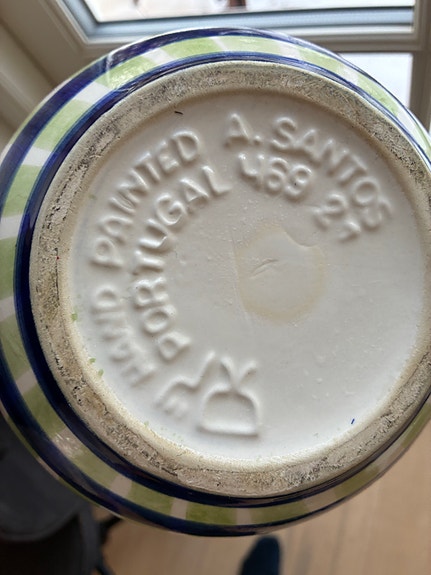 HAND PAINTED A. SANTOS
PORTUGAL 469 21